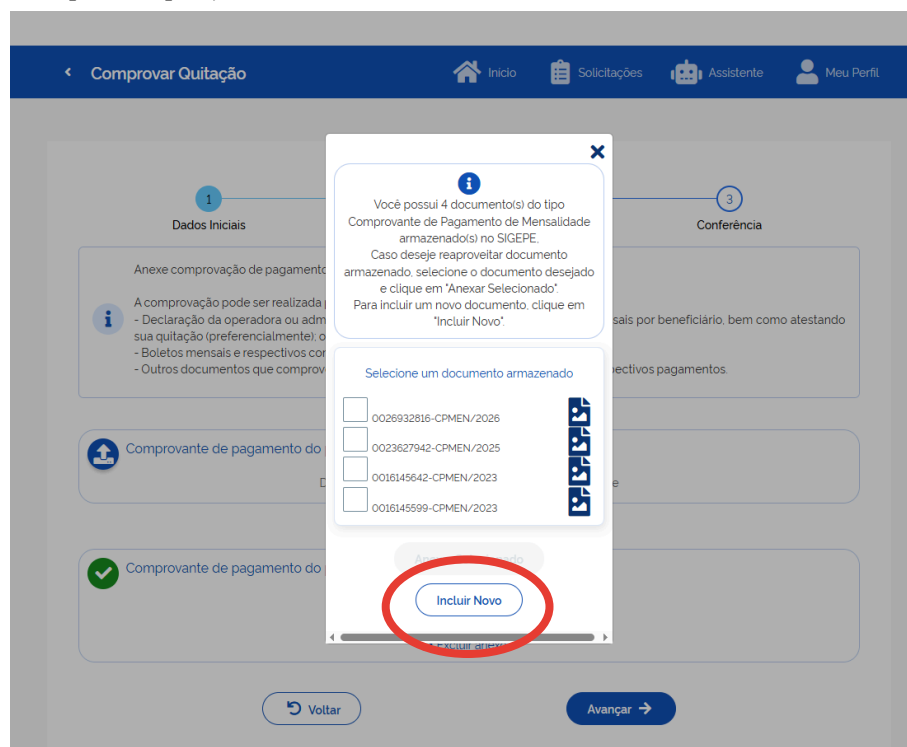 Comprovar Quitação
Início
Solicitações
Assistente
Meu Perfil
1
Dados Iniciais
3
Conferência
Você possui 4 documento(s) do tipo
Comprovante de Pagamento de Mensalidade
armazenado(s) no SIGEPE.
Caso deseje reaproveitar documento
armazenado, selecione o documento desejado
e clique em "Anexar Selecionado".
Para incluir um novo documento, clique em
"Incluir Novo".
Anexe comprovação de pagamento
A comprovação pode ser realizada
- Declaração da operadora ou adm
sais por beneficiário, bem como atestando
sua quitação (preferencialmente); o
- Boletos mensais e respectivos
- Outros documentos que comprov
pectivos pagamentos.
Selecione um documento armazenado
0026932816-CPMEN/2026
0023627942-CPMEN/2025
0016145642-CPMEN/2023
0016145599-CPMEN/2023
Comprovante de pagamento do
Comprovante de pagamento do
Incluir Novo
Excluir anex
Voltar
Avançar